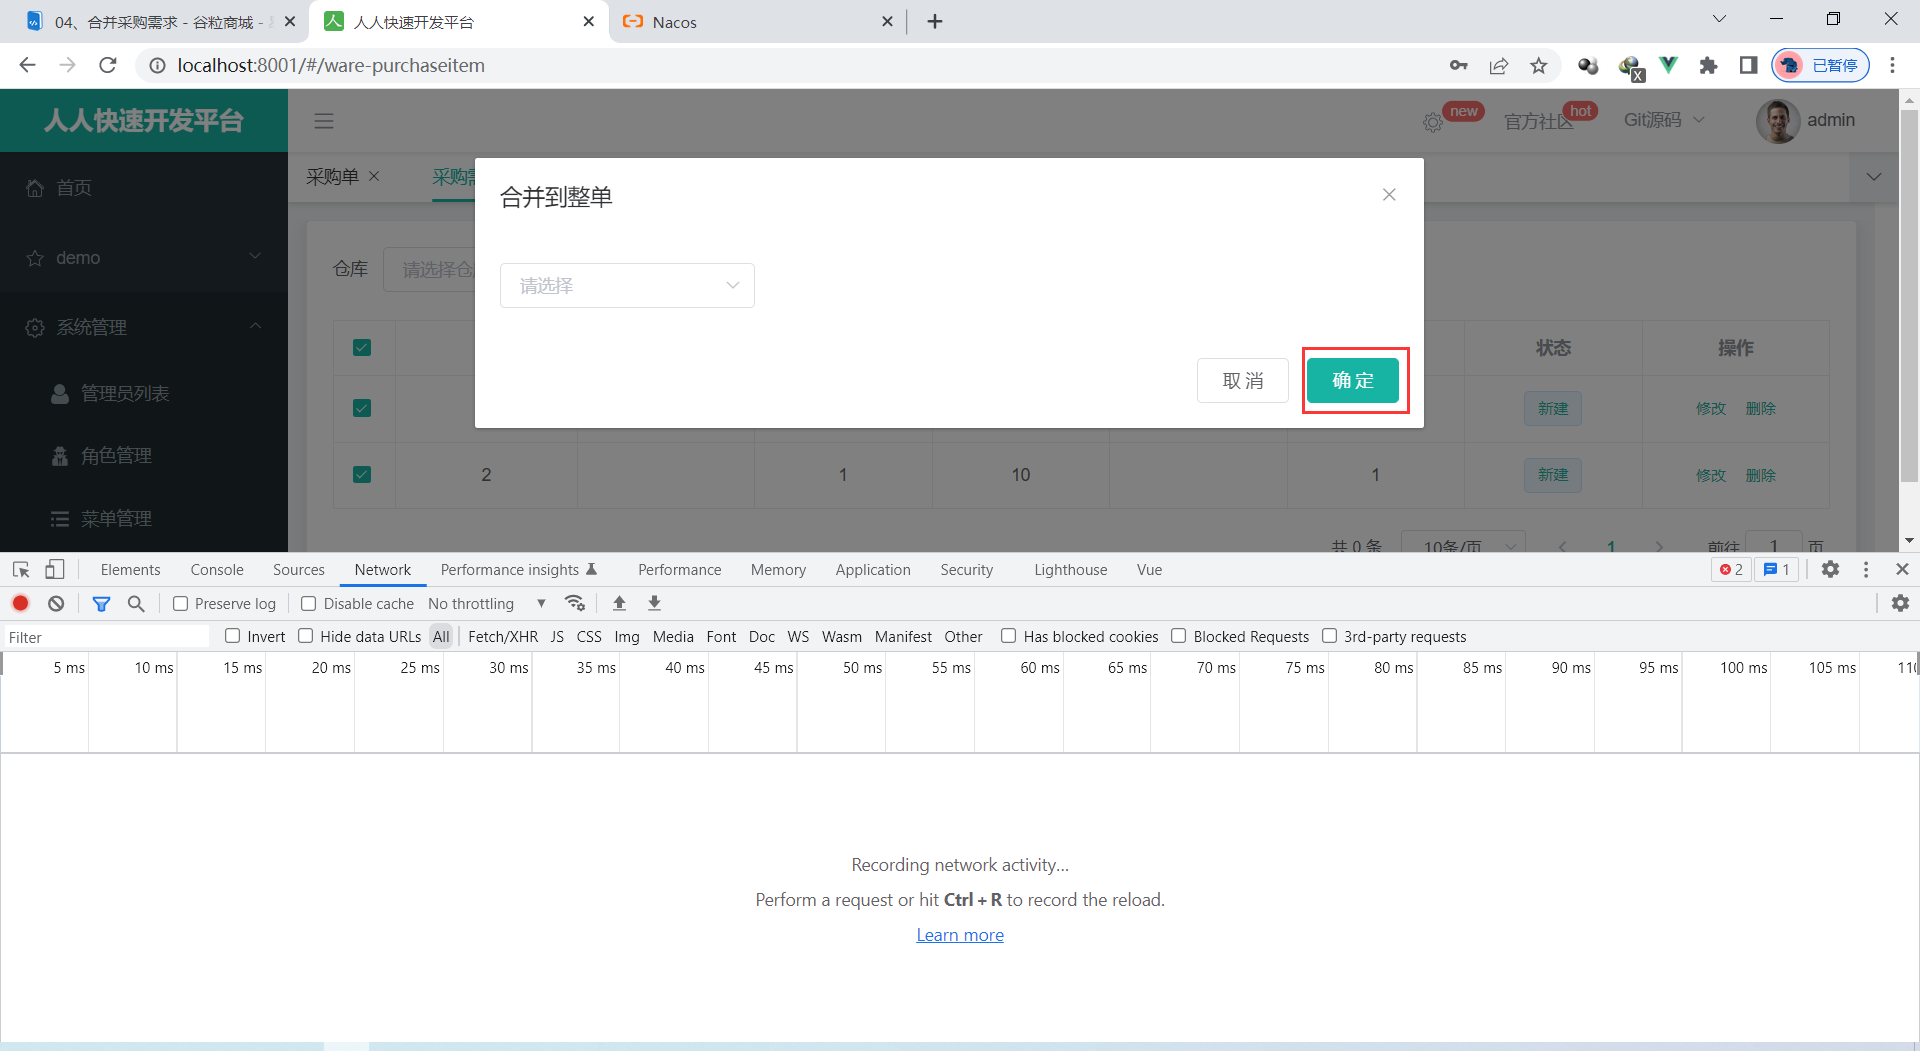 04、合并采购需求 - 谷粒商城 -
人人快速开发平台
Nacos
localhost:8001/#/ware-purchaseitem
已暂停
人人快速开发平台
new
官方社区
hot
Git源码
admin
首页
demo
系统管理
管理员列表
角色管理
菜单管理
采购单
采购需
合并到整单
仓库
请选择仓
请选择
取消
确定
状态
操作
新建
修改
删除
2
1
10
1
新建
修改
删除
共 0 条
10条/页
1
前往
1
页
Elements
Console
Sources
Network
Performance insights
Performance
Memory
Application
Security
Lighthouse
Vue
2
1
Preserve log
Disable cache
No throttling
Filter
Invert
Hide data URLs
All
Fetch/XHR
JS
CSS
Img
Media
Font
Doc
WS
Wasm
Manifest
Other
Has blocked cookies
Blocked Requests
3rd-party requests
5 ms
10 ms
15 ms
20 ms
25 ms
30 ms
35 ms
40 ms
45 ms
50 ms
55 ms
60 ms
65 ms
70 ms
75 ms
80 ms
85 ms
90 ms
95 ms
100 ms
105 ms
110
Recording network activity…
Perform a request or hit Ctrl + R to record the reload.
Learn more